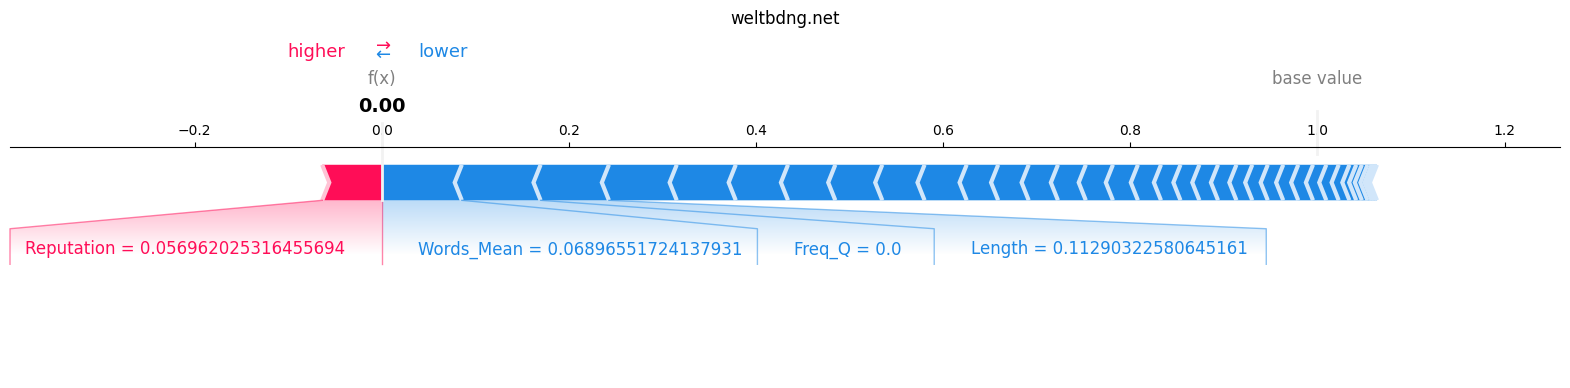 weltbdng.net
higher ⇄ lower
f(x) base value
0.00
−0.2 0 0 0.2 0.4 0.6 0.8 1 0 1.2
Reputation = 0.056962025316455694 Words_Mean = 0.06896551724137931 Freq_Q = 0.0 Length = 0.11290322580645161